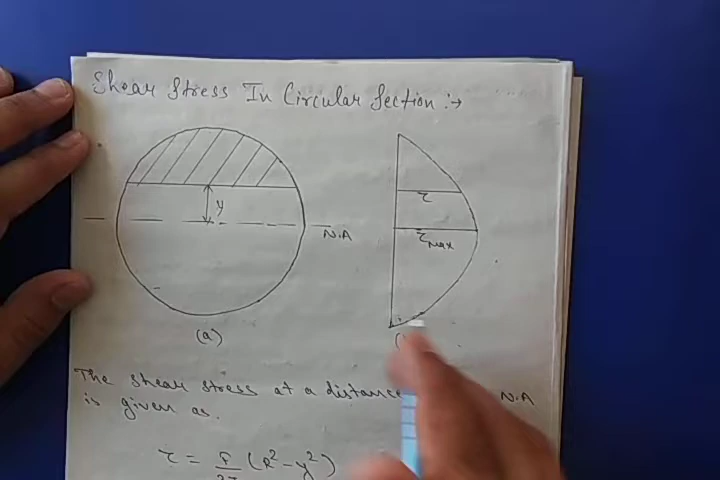 Shear Stress In Circular Section :→
y
N.A
τ
τmax
(a)
The shear stress at a distance N.A
is given as.
τ = F (R² - y²)